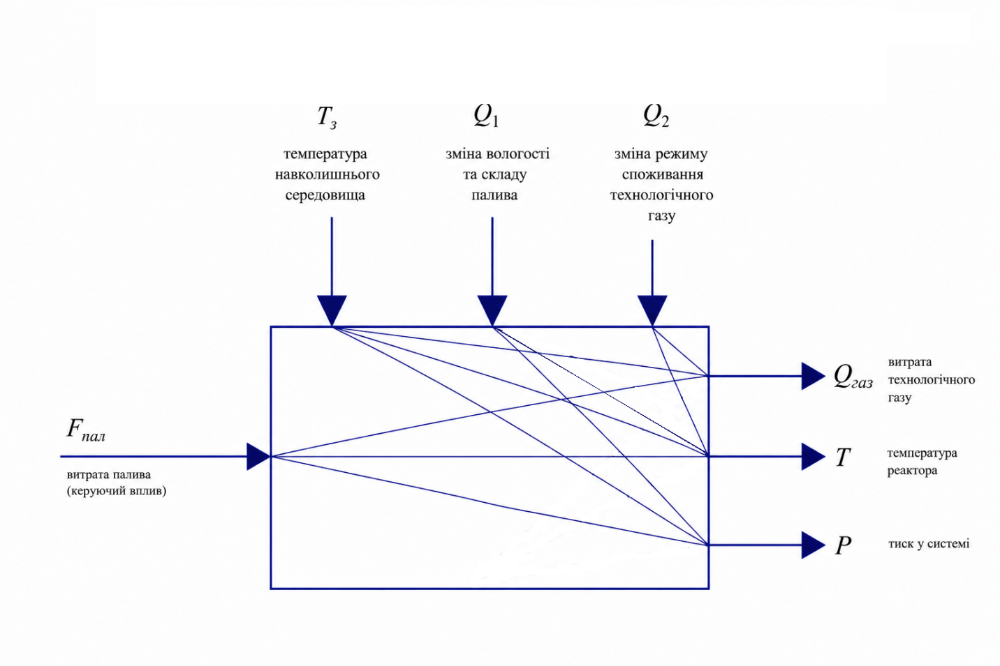 Tз
температура
навколишнього
середовища
Q1
зміна вологості
та складу
палива
Q2
зміна режиму
споживання
технологічного
газу
Fпал
витрата палива
(керуючий вплив)
Qгаз
витрата
технологічного
газу
T
температура
реактора
P
тиск у системі